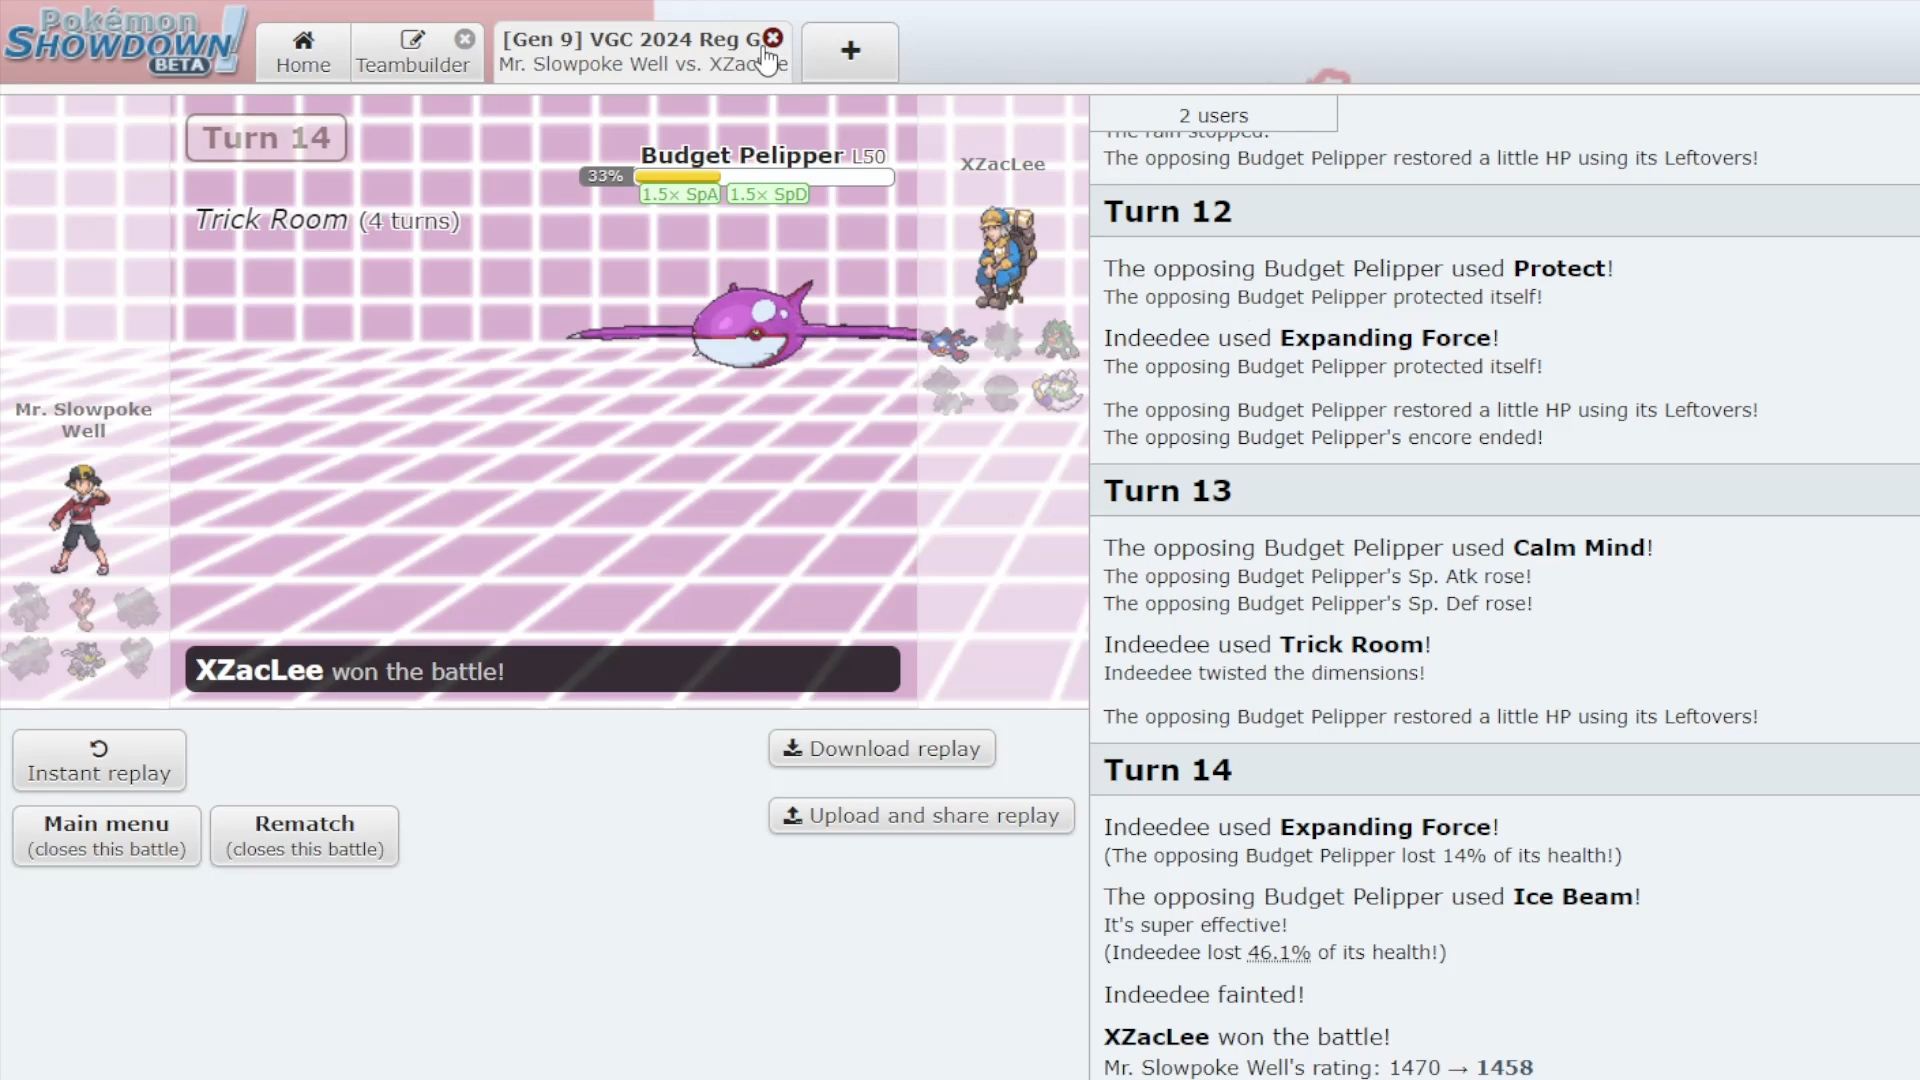 Pokémon
SHOWDOWN!
BETA
Home
Teambuilder
[Gen 9] VGC 2024 Reg G
Mr. Slowpoke Well vs. XZac e
+
Turn 14
Trick Room (4 turns)
Budget Pelipper L50
33%
1.5× SpA 1.5× SpD
XZacLee
Mr. Slowpoke
Well
XZacLee won the battle!
Instant replay
Download replay
Upload and share replay
Main menu
(closes this battle)
Rematch
(closes this battle)
2 users
The rain stopped.
The opposing Budget Pelipper restored a little HP using its Leftovers!
Turn 12
The opposing Budget Pelipper used Protect!
The opposing Budget Pelipper protected itself!
Indeedee used Expanding Force!
The opposing Budget Pelipper protected itself!
The opposing Budget Pelipper restored a little HP using its Leftovers!
The opposing Budget Pelipper's encore ended!
Turn 13
The opposing Budget Pelipper used Calm Mind!
The opposing Budget Pelipper's Sp. Atk rose!
The opposing Budget Pelipper's Sp. Def rose!
Indeedee used Trick Room!
Indeedee twisted the dimensions!
The opposing Budget Pelipper restored a little HP using its Leftovers!
Turn 14
Indeedee used Expanding Force!
(The opposing Budget Pelipper lost 14% of its health!)
The opposing Budget Pelipper used Ice Beam!
It's super effective!
(Indeedee lost 46.1% of its health!)
Indeedee fainted!
XZacLee won the battle!
Mr. Slowpoke Well's rating: 1470 → 1458